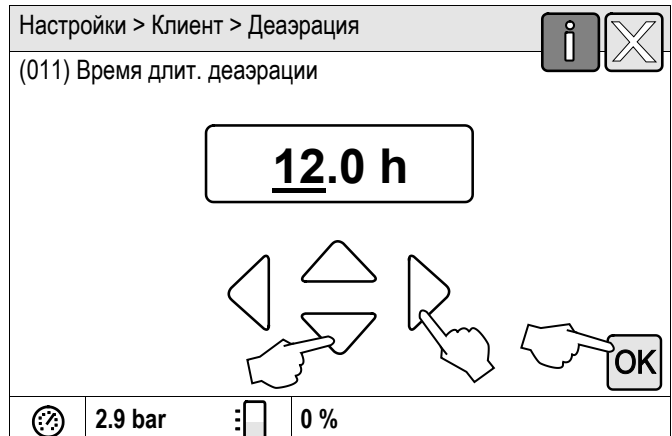 Настройки > Клиент > Деаэрация
i
(011) Время длит. деаэрации
12.0 h
OK
2.9 bar 0 %